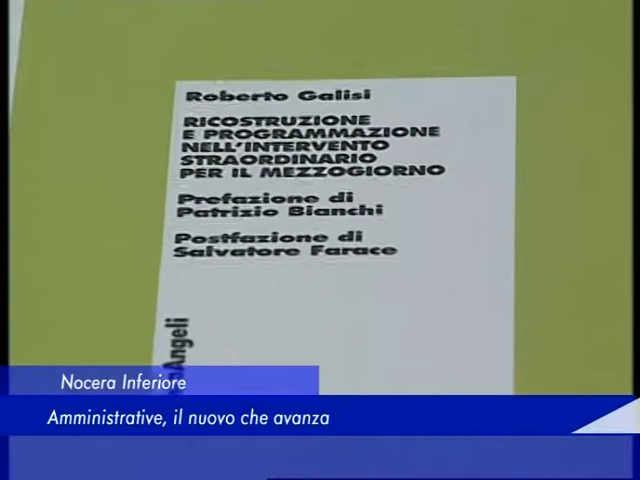 Roberto Galisi
RICOSTRUZIONE
E PROGRAMMAZIONE
NELL'INTERVENTO
STRAORDINARIO
PER IL MEZZOGIORNO
Prefazione di
Patrizio Bianchi
Postfazione di
Salvatore Farace
Angeli
Nocera Inferiore
Amministrative, il nuovo che avanza